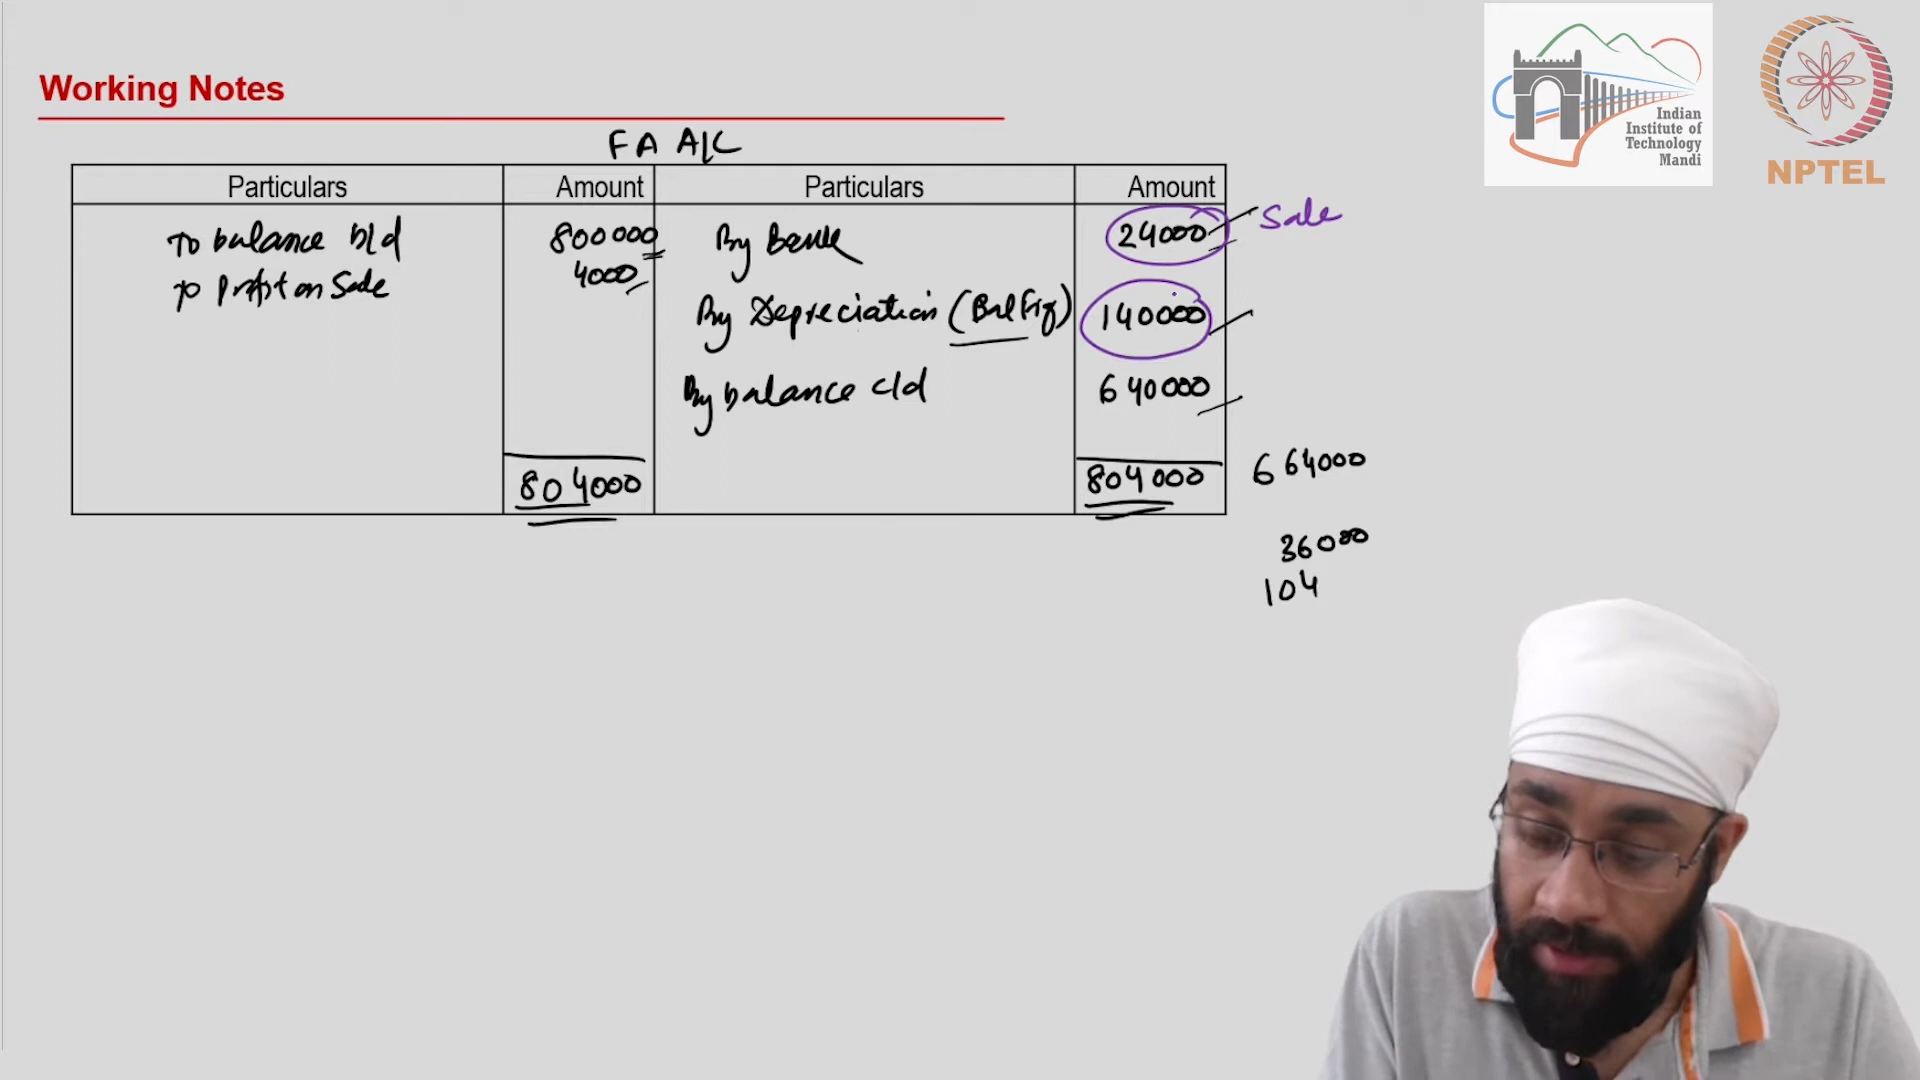 Working Notes
Indian
Institute of
Technology
Mandi
NPTEL
FA A/C
Particulars Amount Particulars Amount
To balance b/d 800000 By Bank 24000 Sale
To Profit on Sale 4000
By Depreciation (Bal Fig) 140000
By balance c/d 640000
804000 804000 664000
36000
104